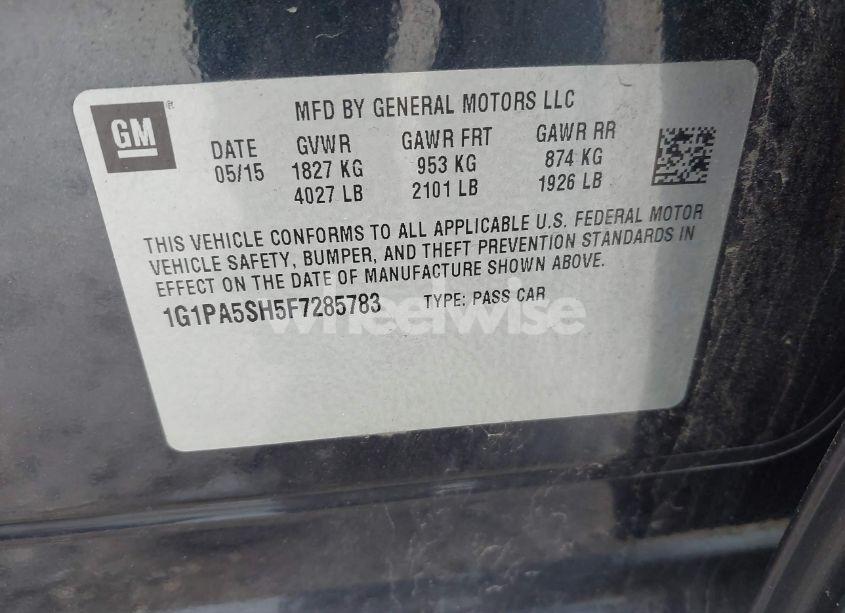 GM ®
MFD BY GENERAL MOTORS LLC
DATE GVWR GAWR FRT GAWR RR
05/15 1827 KG 953 KG 874 KG
4027 LB 2101 LB 1926 LB
THIS VEHICLE CONFORMS TO ALL APPLICABLE U.S. FEDERAL MOTOR
VEHICLE SAFETY, BUMPER, AND THEFT PREVENTION STANDARDS IN
EFFECT ON THE DATE OF MANUFACTURE SHOWN ABOVE.
1G1PA5SH5F7285783 TYPE: PASS CAR
wheelwise